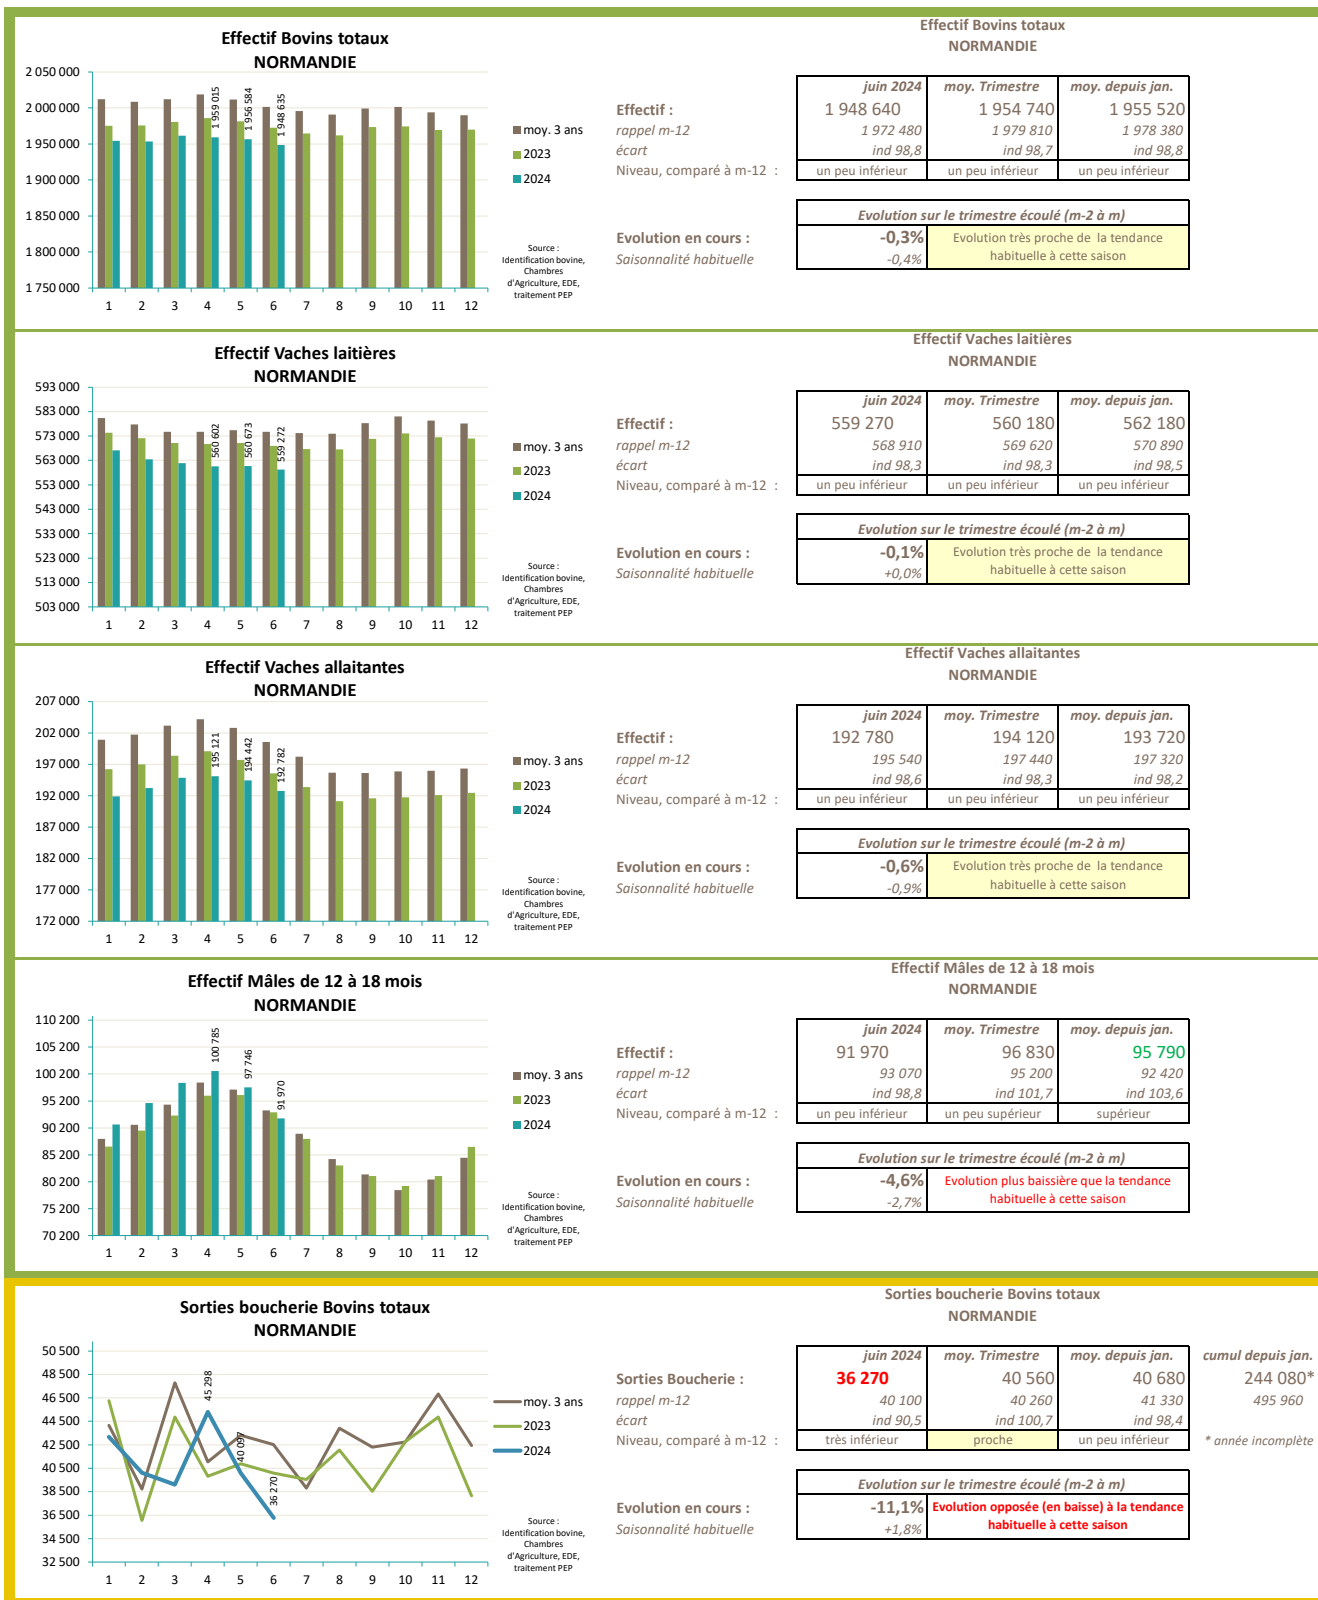 Effectif Bovins totaux
NORMANDIE
2 050 000
2 000 000
1 950 000
1 900 000
1 850 000
1 800 000
1 750 000
1 959 015
1 956 584
1 948 635
1 2 3 4 5 6 7 8 9 10 11 12
moy. 3 ans
2023
2024
Source :
Identification bovine,
Chambres
d'Agriculture, EDE,
traitement PEP
Effectif Bovins totaux
NORMANDIE
juin 2024 moy. Trimestre moy. depuis jan.
Effectif : 1 948 640 1 954 740 1 955 520
rappel m-12 1 972 480 1 979 810 1 978 380
écart ind 98,8 ind 98,7 ind 98,8
Niveau, comparé à m-12 : un peu inférieur un peu inférieur un peu inférieur
Evolution sur le trimestre écoulé (m-2 à m)
Evolution en cours : -0,3% Evolution très proche de la tendance
Saisonnalité habituelle -0,4% habituelle à cette saison
Effectif Vaches laitières
NORMANDIE
593 000
583 000
573 000
563 000
553 000
543 000
533 000
523 000
513 000
503 000
560 602
560 673
559 272
1 2 3 4 5 6 7 8 9 10 11 12
moy. 3 ans
2023
2024
Source :
Identification bovine,
Chambres
d'Agriculture, EDE,
traitement PEP
Effectif Vaches laitières
NORMANDIE
juin 2024 moy. Trimestre moy. depuis jan.
Effectif : 559 270 560 180 562 180
rappel m-12 568 910 569 620 570 890
écart ind 98,3 ind 98,3 ind 98,5
Niveau, comparé à m-12 : un peu inférieur un peu inférieur un peu inférieur
Evolution sur le trimestre écoulé (m-2 à m)
Evolution en cours : -0,1% Evolution très proche de la tendance
Saisonnalité habituelle +0,0% habituelle à cette saison
Effectif Vaches allaitantes
NORMANDIE
207 000
202 000
197 000
192 000
187 000
182 000
177 000
172 000
195 121
194 442
192 782
1 2 3 4 5 6 7 8 9 10 11 12
moy. 3 ans
2023
2024
Source :
Identification bovine,
Chambres
d'Agriculture, EDE,
traitement PEP
Effectif Vaches allaitantes
NORMANDIE
juin 2024 moy. Trimestre moy. depuis jan.
Effectif : 192 780 194 120 193 720
rappel m-12 195 540 197 440 197 320
écart ind 98,6 ind 98,3 ind 98,2
Niveau, comparé à m-12 : un peu inférieur un peu inférieur un peu inférieur
Evolution sur le trimestre écoulé (m-2 à m)
Evolution en cours : -0,6% Evolution très proche de la tendance
Saisonnalité habituelle -0,9% habituelle à cette saison
Effectif Mâles de 12 à 18 mois
NORMANDIE
110 200
105 200
100 200
95 200
90 200
85 200
80 200
75 200
70 200
100 785
97 746
91 970
1 2 3 4 5 6 7 8 9 10 11 12
moy. 3 ans
2023
2024
Source :
Identification bovine,
Chambres
d'Agriculture, EDE,
traitement PEP
Effectif Mâles de 12 à 18 mois
NORMANDIE
juin 2024 moy. Trimestre moy. depuis jan.
Effectif : 91 970 96 830 95 790
rappel m-12 93 070 95 200 92 420
écart ind 98,8 ind 101,7 ind 103,6
Niveau, comparé à m-12 : un peu inférieur un peu supérieur supérieur
Evolution sur le trimestre écoulé (m-2 à m)
Evolution en cours : -4,6% Evolution plus baissière que la tendance
Saisonnalité habituelle -2,7% habituelle à cette saison
Sorties boucherie Bovins totaux
NORMANDIE
50 500
48 500
46 500
44 500
42 500
40 500
38 500
36 500
34 500
32 500
45 298
40 097
36 270
1 2 3 4 5 6 7 8 9 10 11 12
moy. 3 ans
2023
2024
Source :
Identification bovine,
Chambres
d'Agriculture, EDE,
traitement PEP
Sorties boucherie Bovins totaux
NORMANDIE
juin 2024 moy. Trimestre moy. depuis jan. cumul depuis jan.
Sorties Boucherie : 36 270 40 560 40 680 244 080*
rappel m-12 40 100 40 260 41 330 495 960
écart ind 90,5 ind 100,7 ind 98,4
Niveau, comparé à m-12 : très inférieur proche un peu inférieur * année incomplète
Evolution sur le trimestre écoulé (m-2 à m)
Evolution en cours : -11,1% Evolution opposée (en baisse) à la tendance
Saisonnalité habituelle +1,8% habituelle à cette saison